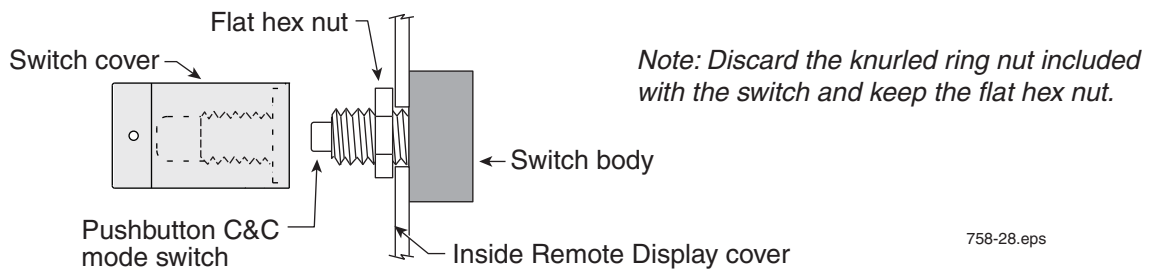 Flat hex nut
Switch cover
Note: Discard the knurled ring nut included
with the switch and keep the flat hex nut.
Switch body
Pushbutton C&C
mode switch
Inside Remote Display cover
758-28.eps